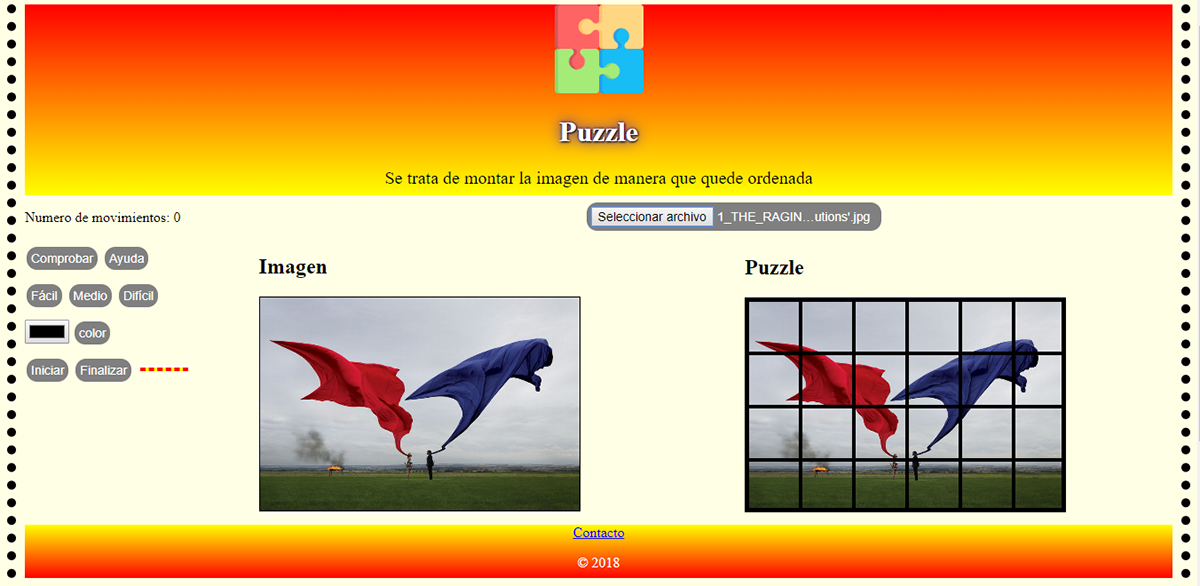 Puzzle
Se trata de montar la imagen de manera que quede ordenada
Numero de movimientos: 0
Seleccionar archivo 1_THE_RAGIN...utions'.jpg
Comprobar Ayuda
Imagen
Puzzle
Fácil Medio Difícil
color
Iniciar Finalizar
Contacto
© 2018